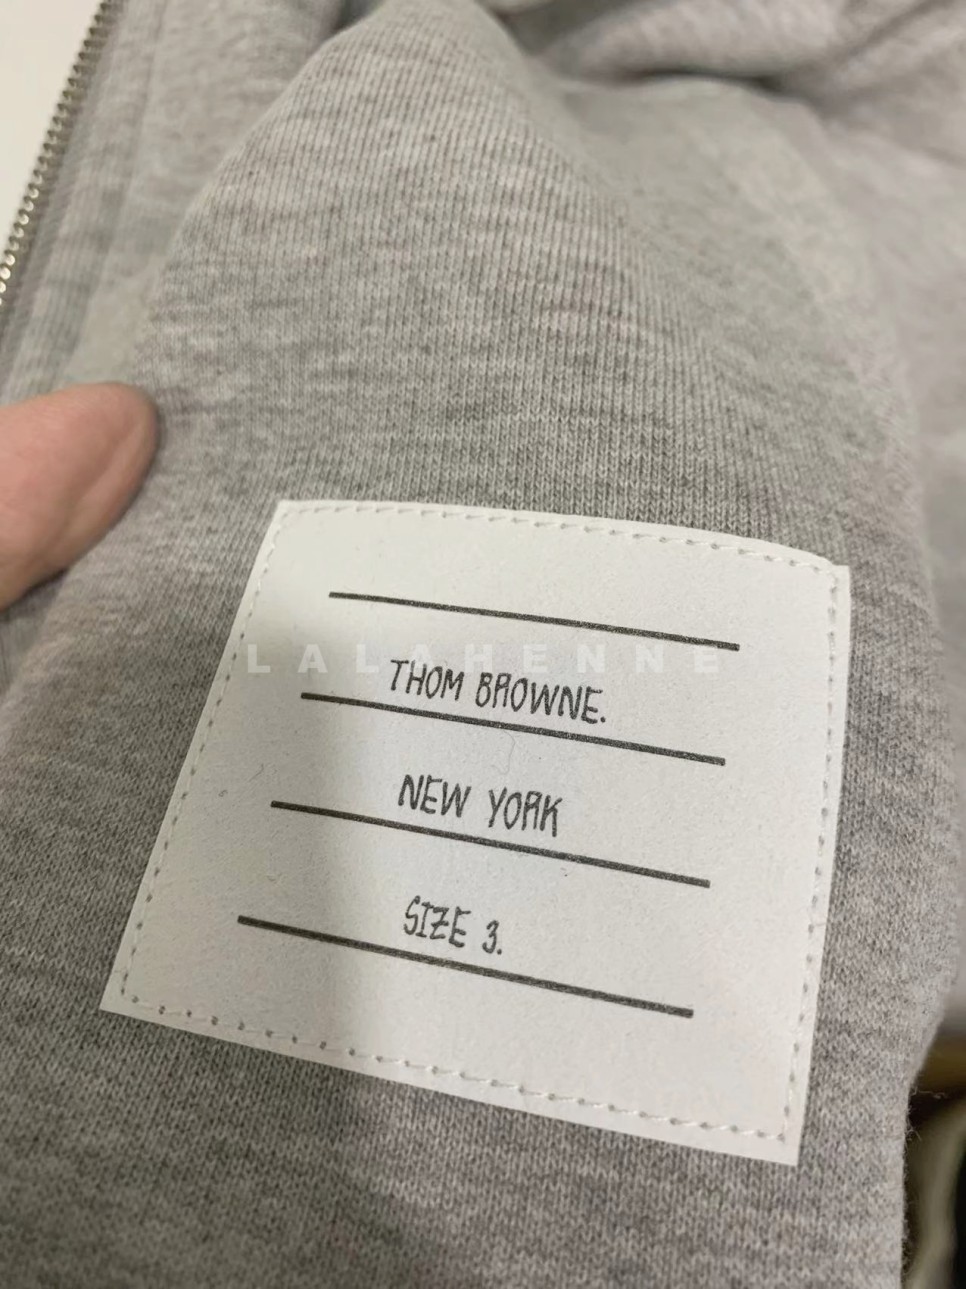 LALAHENNE
THOM BROWNE.
NEW YORK
SIZE 3.